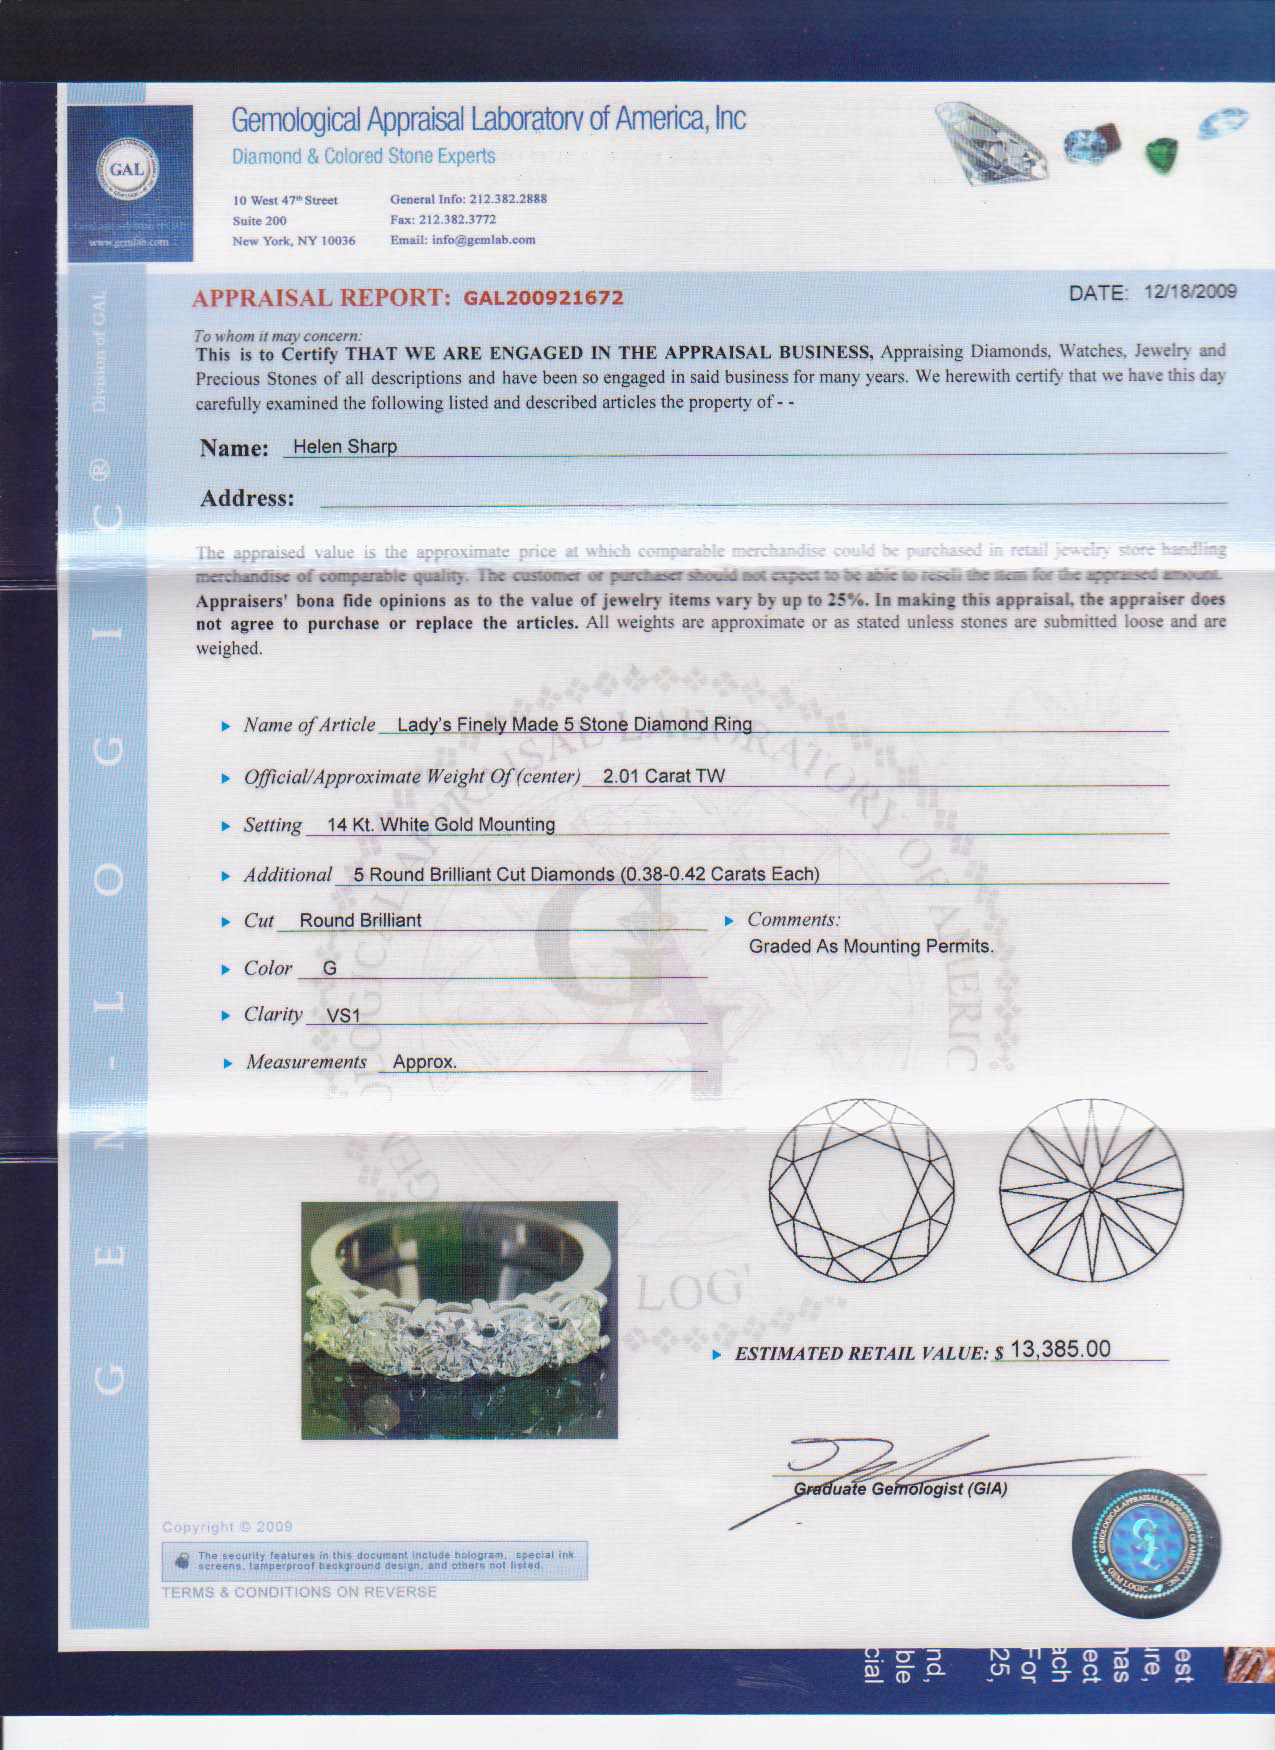 Gemological Appraisal Laboratory of America, Inc
Diamond & Colored Stone Experts
GAL
www.gemlab.com
10 West 47th Street
Suite 200
New York, NY 10036
General Info: 212.382.2888
Fax: 212.382.3772
Email: info@gemlab.com
APPRAISAL REPORT: GAL200921672
DATE: 12/18/2009
To whom it may concern:
This is to Certify THAT WE ARE ENGAGED IN THE APPRAISAL BUSINESS, Appraising Diamonds, Watches, Jewelry and
Precious Stones of all descriptions and have been so engaged in said business for many years. We herewith certify that we have this day
carefully examined the following listed and described articles the property of - -
Name: Helen Sharp
Address:
The appraised value is the approximate price at which comparable merchandise could be purchased in retail jewelry store handling
merchandise of comparable quality. The customer or purchaser should not expect to be able to resell the item for the appraised amount.
Appraisers' bona fide opinions as to the value of jewelry items vary by up to 25%. In making this appraisal, the appraiser does
not agree to purchase or replace the articles. All weights are approximate or as stated unless stones are submitted loose and are
weighed.
Name of Article Lady's Finely Made 5 Stone Diamond Ring
Official/Approximate Weight Of (center) 2.01 Carat TW
Setting 14 Kt. White Gold Mounting
Additional 5 Round Brilliant Cut Diamonds (0.38-0.42 Carats Each)
Cut Round Brilliant
Color G
Clarity VS1
Measurements Approx.
Comments:
Graded As Mounting Permits.
ESTIMATED RETAIL VALUE: $ 13,385.00
Graduate Gemologist (GIA)
GEMOLOGICAL APPRAISAL LABORATORY OF AMERICA, INC.
GEM LOGIC
Copyright © 2009
The security features in this document include hologram, special ink
screens, tamperproof background design, and others not listed.
TERMS & CONDITIONS ON REVERSE
GEM-LOGIC® Division of GAL
APPRAISAL LABORATORY OF AMERIC
GA
LOG
est
ure,
has
ect
ach
For
25,
nd,
ble
cial